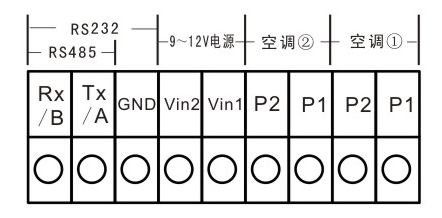 RS232
RS485
9～12V电源
空调②
空调①
Rx/B
Tx/A
GND
Vin2
Vin1
P2
P1
P2
P1